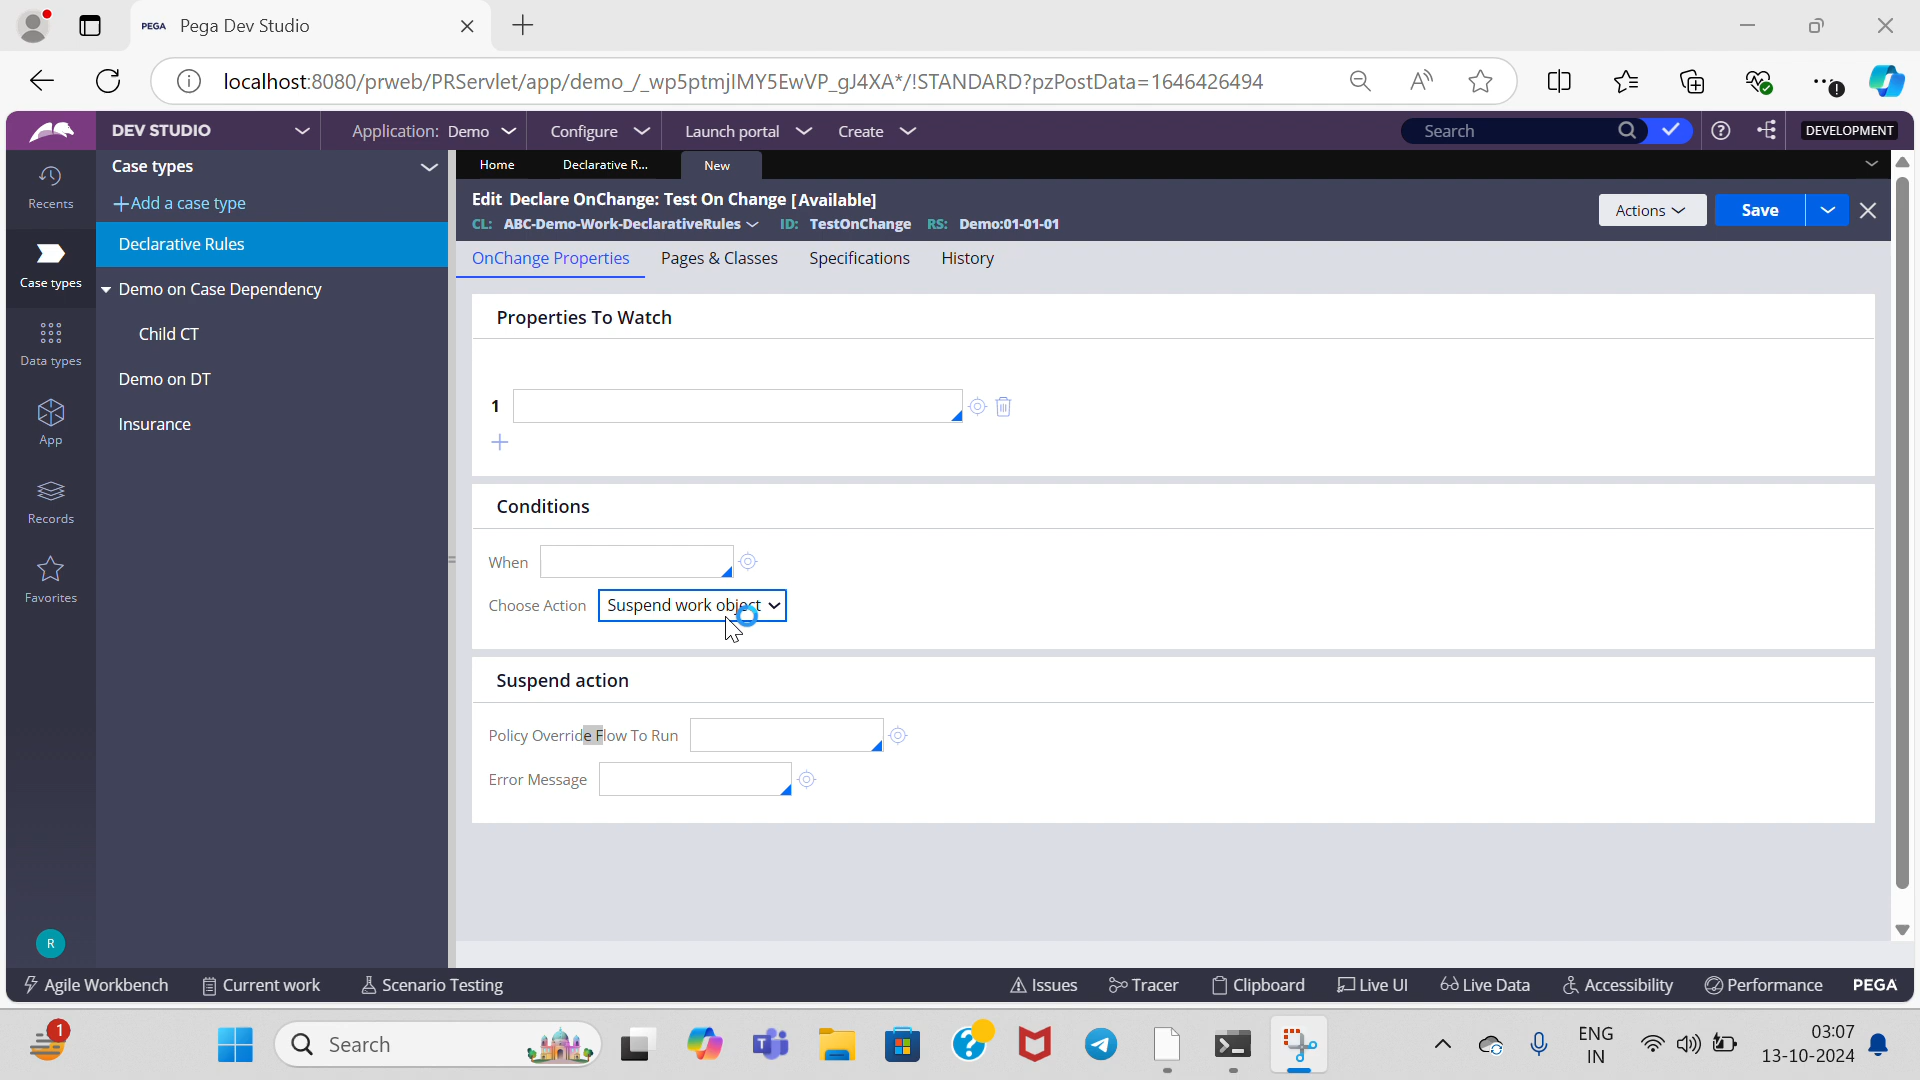 PEGA Pega Dev Studio
localhost:8080/prweb/PRServlet/app/demo_/_wp5ptmjIMY5EwVP_gJ4XA*/!STANDARD?pzPostData=1646426494
DEV STUDIO
Application: Demo
Configure
Launch portal
Create
Search
DEVELOPMENT
Recents
Case types
Data types
App
Records
Favorites
R
Case types
+Add a case type
Declarative Rules
Demo on Case Dependency
Child CT
Demo on DT
Insurance
Home
Declarative R...
New
Edit Declare OnChange: Test On Change [Available]
CL: ABC-Demo-Work-DeclarativeRules ID: TestOnChange RS: Demo:01-01-01
Actions
Save
OnChange Properties
Pages & Classes
Specifications
History
Properties To Watch
1
Conditions
When
Choose Action Suspend work object
Suspend action
Policy Override Flow To Run
Error Message
Agile Workbench
Current work
Scenario Testing
Issues
Tracer
Clipboard
Live UI
Live Data
Accessibility
Performance
PEGA
1
Search
ENG
IN
03:07
13-10-2024